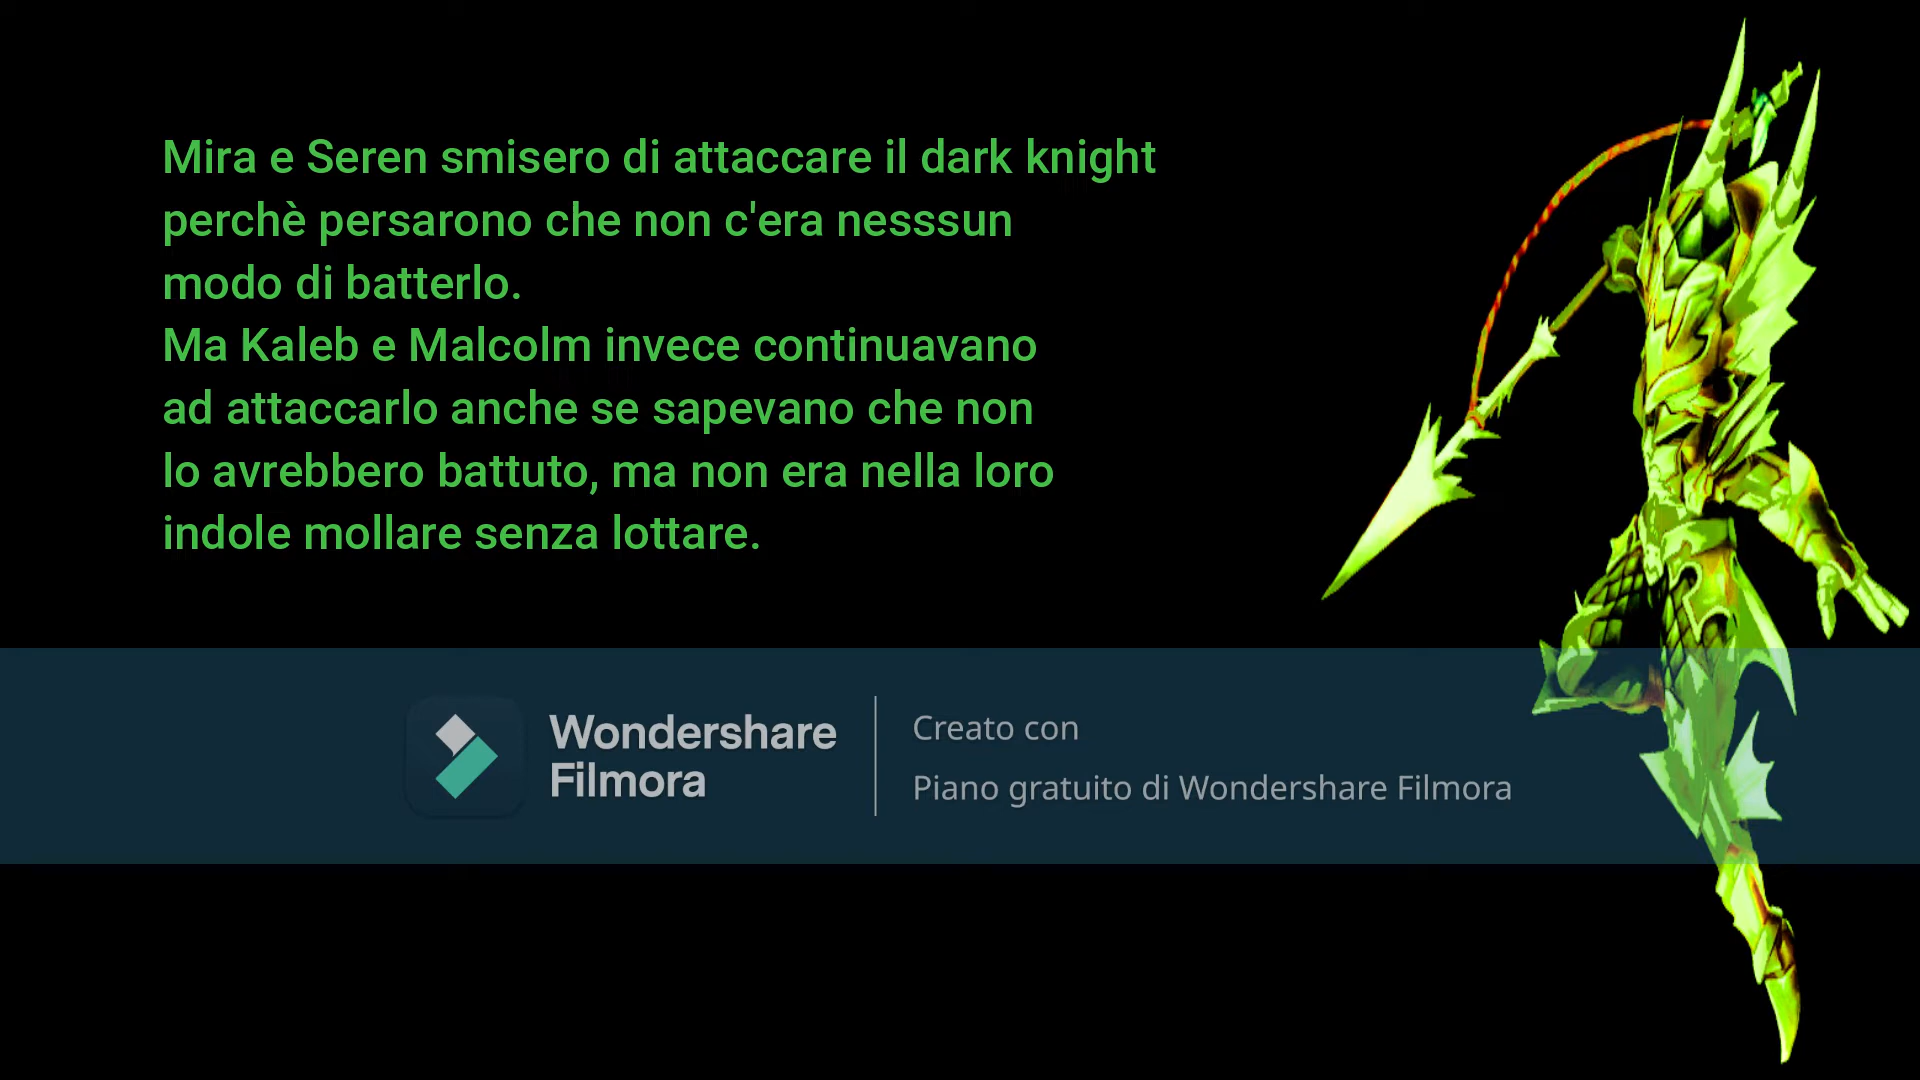 Mira e Seren smisero di attaccare il dark knight
perchè persarono che non c'era nesssun
modo di batterlo.
Ma Kaleb e Malcolm invece continuavano
ad attaccarlo anche se sapevano che non
lo avrebbero battuto, ma non era nella loro
indole mollare senza lottare.
Wondershare
Filmora
Creato con
Piano gratuito di Wondershare Filmora